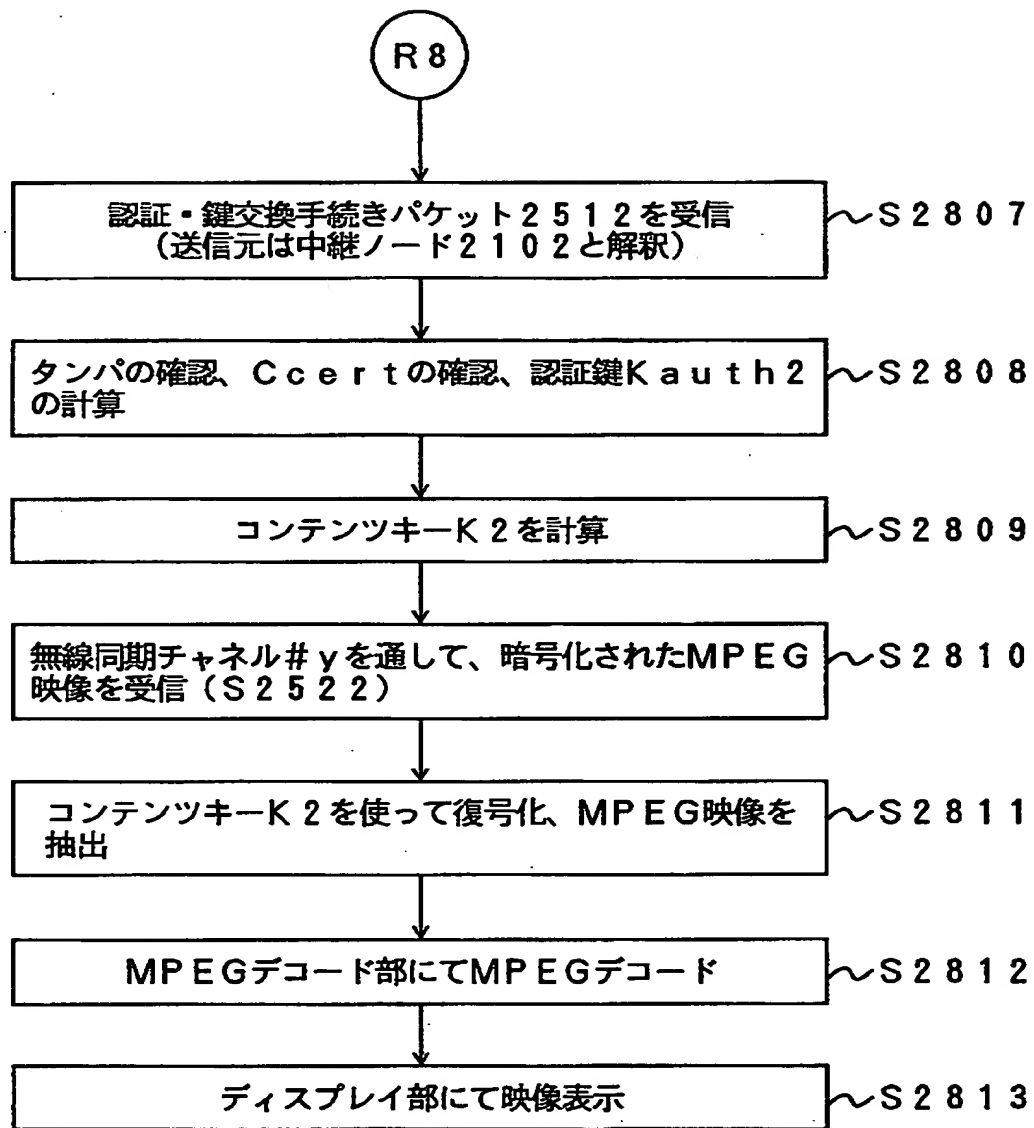 R8
認証・鍵交換手続きパケット2512を受信
(送信元は中継ノード2102と解釈)
S2807
タンパの確認、Ccertの確認、認証鍵Kauth2
の計算
S2808
コンテンツキーK2を計算
S2809
無線同期チャネル#yを通して、暗号化されたMPEG
映像を受信(S2522)
S2810
コンテンツキーK2を使って復号化、MPEG映像を
抽出
S2811
MPEGデコード部にてMPEGデコード
S2812
ディスプレイ部にて映像表示
S2813